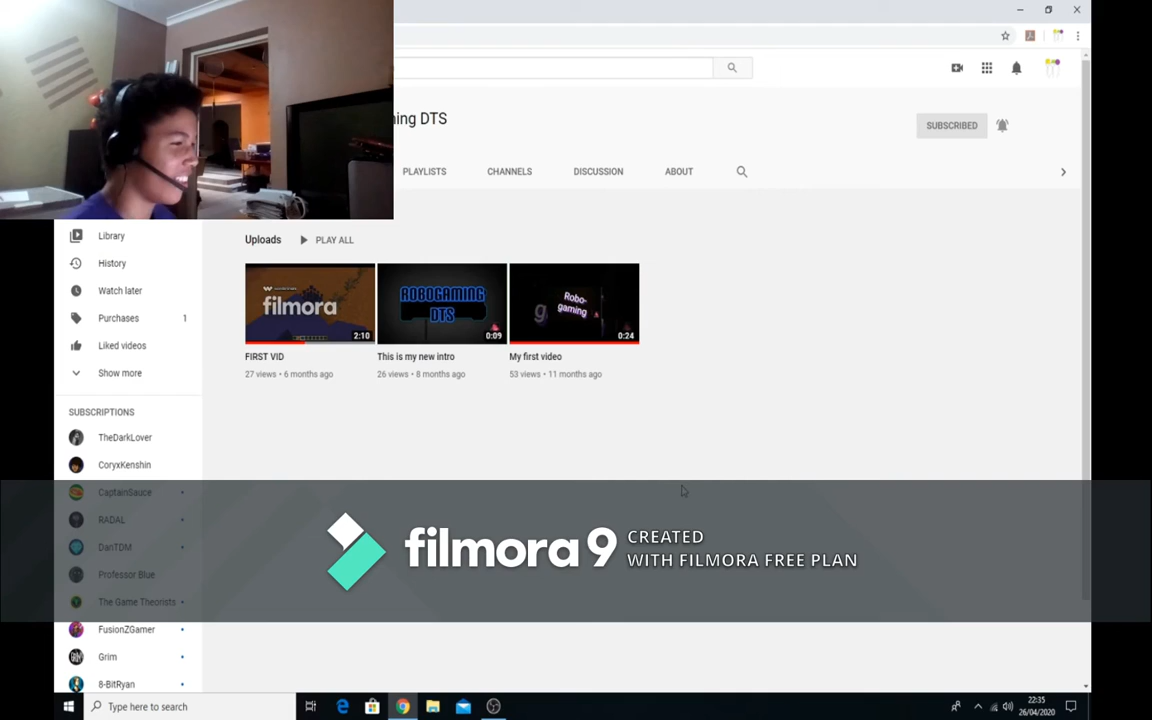 ing DTS
SUBSCRIBED
PLAYLISTS
CHANNELS
DISCUSSION
ABOUT
Library
History
Watch later
Purchases 1
Liked videos
Show more
SUBSCRIPTIONS
TheDarkLover
CoryxKenshin
CaptainSauce
RADAL
DanTDM
Professor Blue
The Game Theorists
FusionZGamer
Grim
8-BitRyan
Uploads PLAY ALL
filmora
2:10
FIRST VID
27 views • 6 months ago
ROBOGAMING
DTS
0:09
This is my new intro
26 views • 8 months ago
g
Robo-
gaming
0:24
My first video
53 views • 11 months ago
filmora 9
CREATED
WITH FILMORA FREE PLAN
Type here to search
22:35
26/04/2020